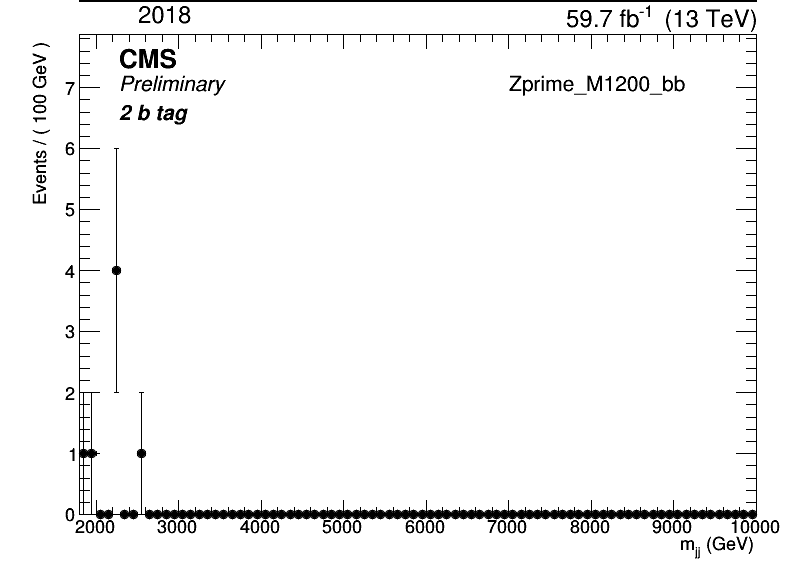 2018 59.7 fb⁻¹ (13 TeV)
CMS
Preliminary
2 b tag
Zprime_M1200_bb
Events / ( 100 GeV )
7
6
5
4
3
2
1
0
2000 3000 4000 5000 6000 7000 8000 9000 10000
m_jj (GeV)